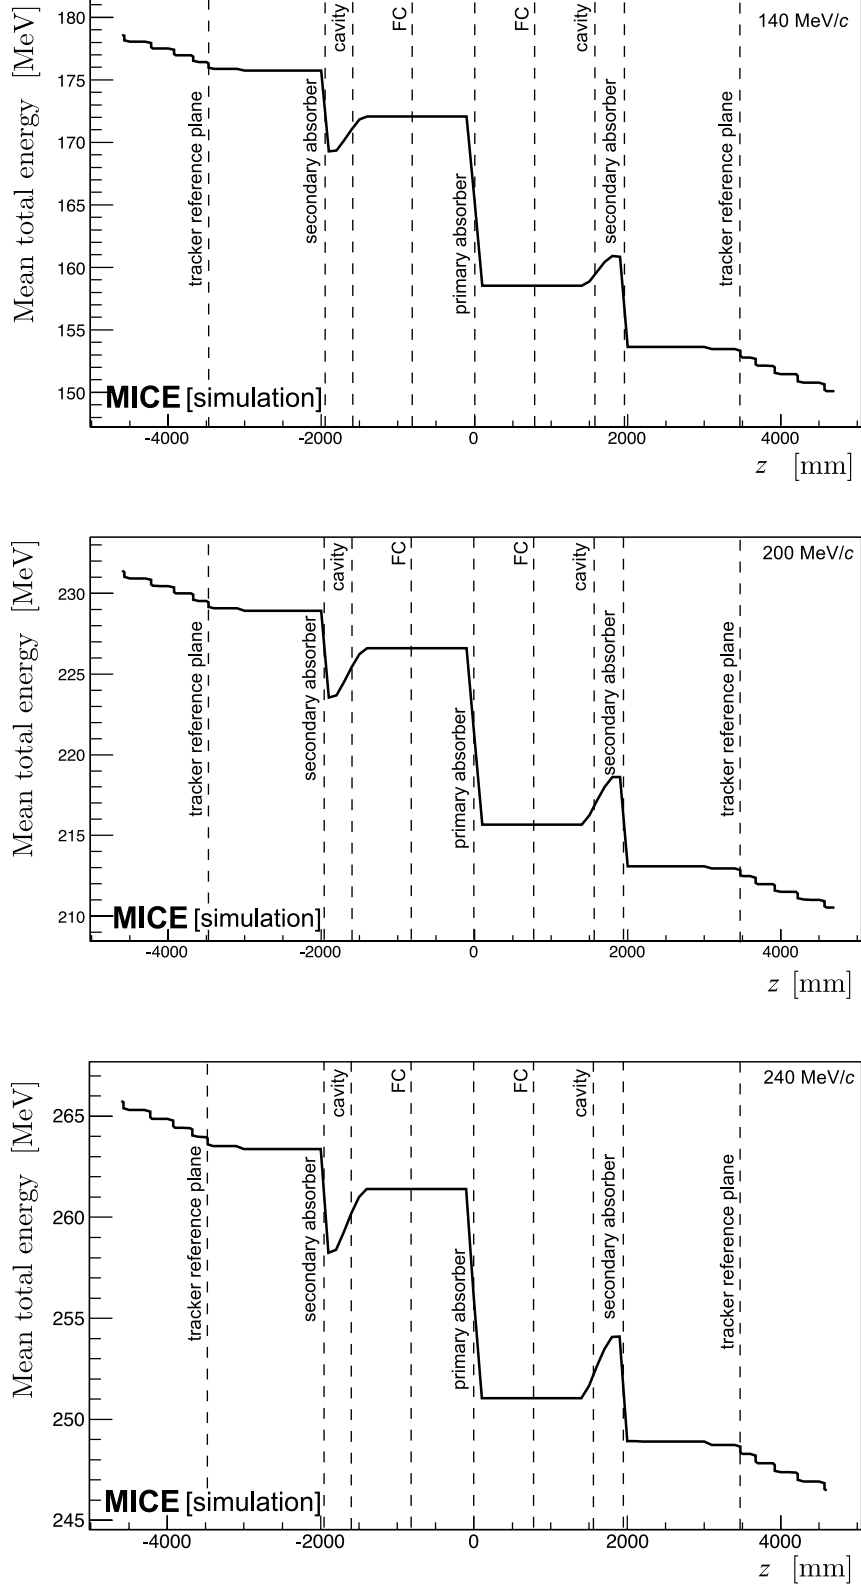 Mean total energy [MeV]
180
175
170
165
160
155
150
140 MeV/c
tracker reference plane
secondary absorber
cavity
FC
primary absorber
FC
cavity
secondary absorber
tracker reference plane
MICE [simulation]
-4000 -2000 0 2000 4000
z [mm]
Mean total energy [MeV]
230
225
220
215
210
200 MeV/c
tracker reference plane
secondary absorber
cavity
FC
primary absorber
FC
cavity
secondary absorber
tracker reference plane
MICE [simulation]
-4000 -2000 0 2000 4000
z [mm]
Mean total energy [MeV]
265
260
255
250
245
240 MeV/c
tracker reference plane
secondary absorber
cavity
FC
primary absorber
FC
cavity
secondary absorber
tracker reference plane
MICE [simulation]
-4000 -2000 0 2000 4000
z [mm]